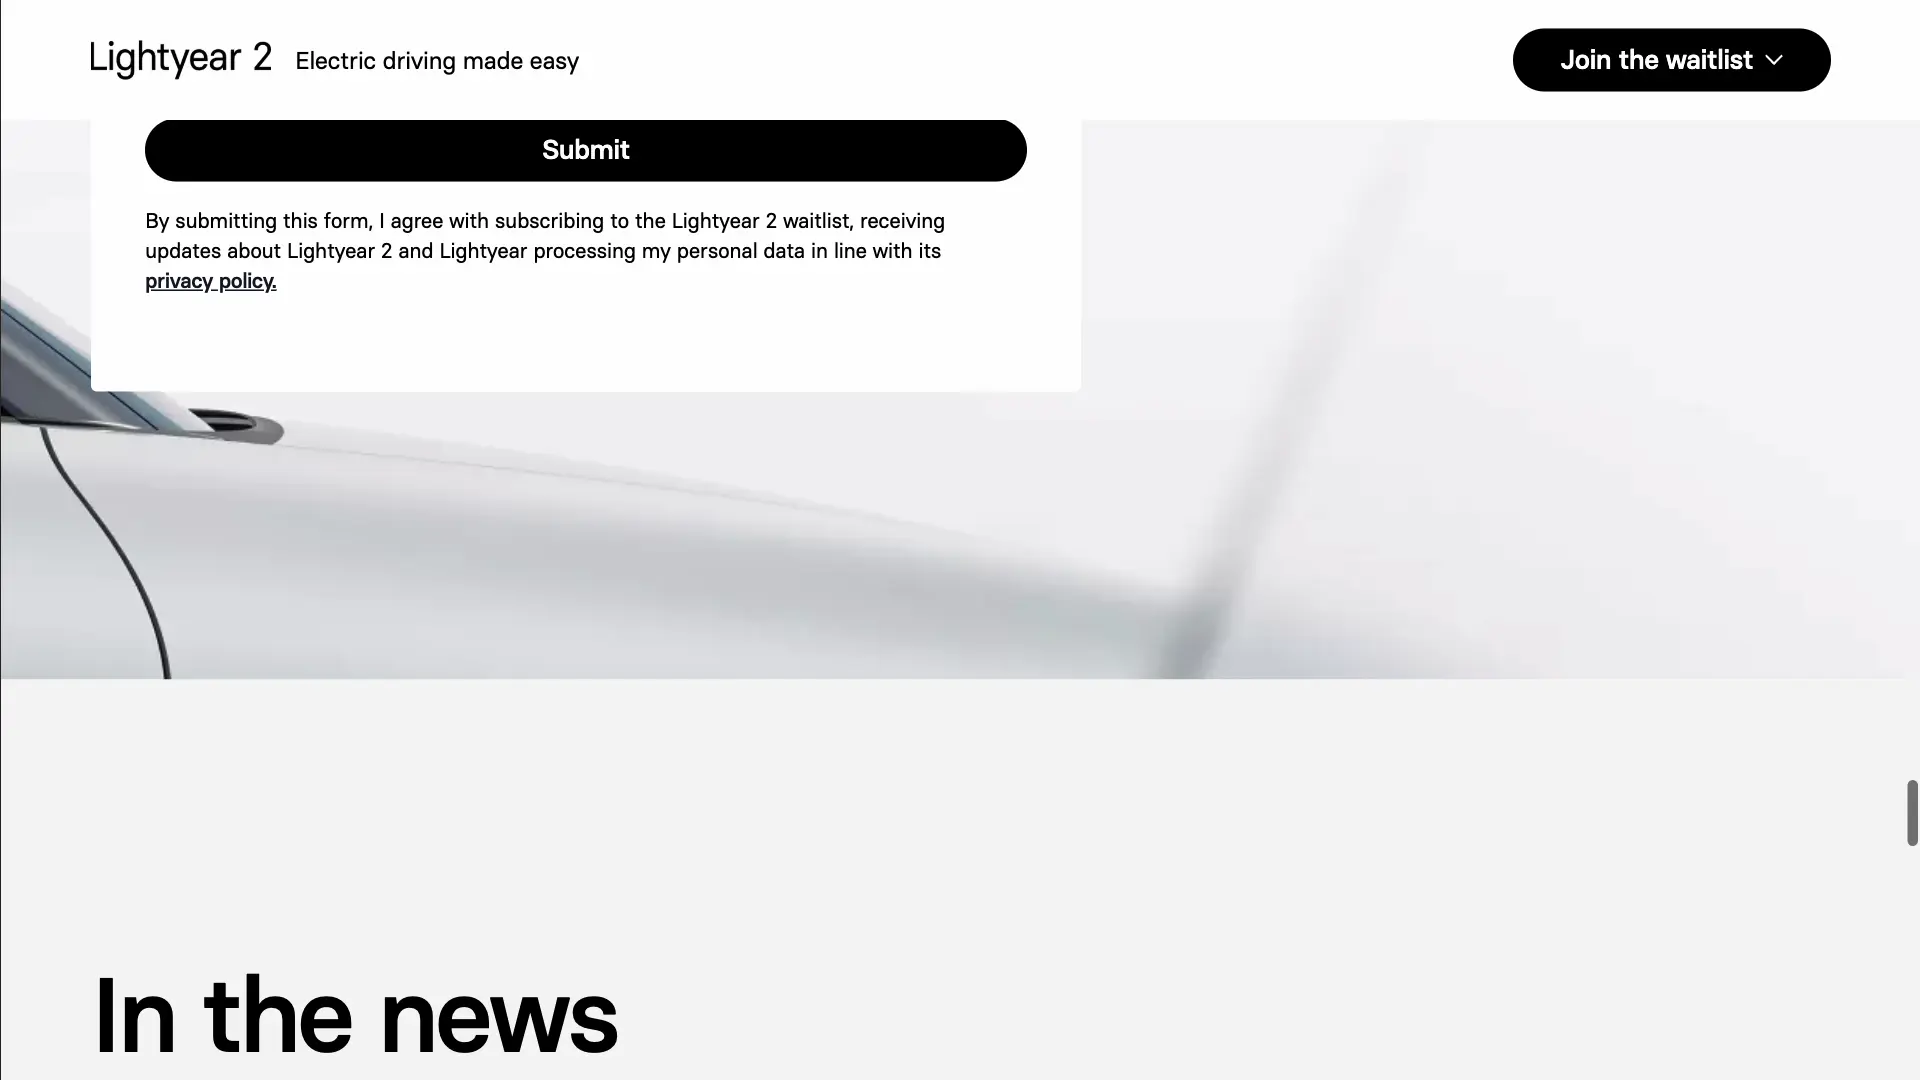 Lightyear 2 Electric driving made easy
Join the waitlist
Submit
By submitting this form, I agree with subscribing to the Lightyear 2 waitlist, receiving
updates about Lightyear 2 and Lightyear processing my personal data in line with its
privacy policy.
In the news